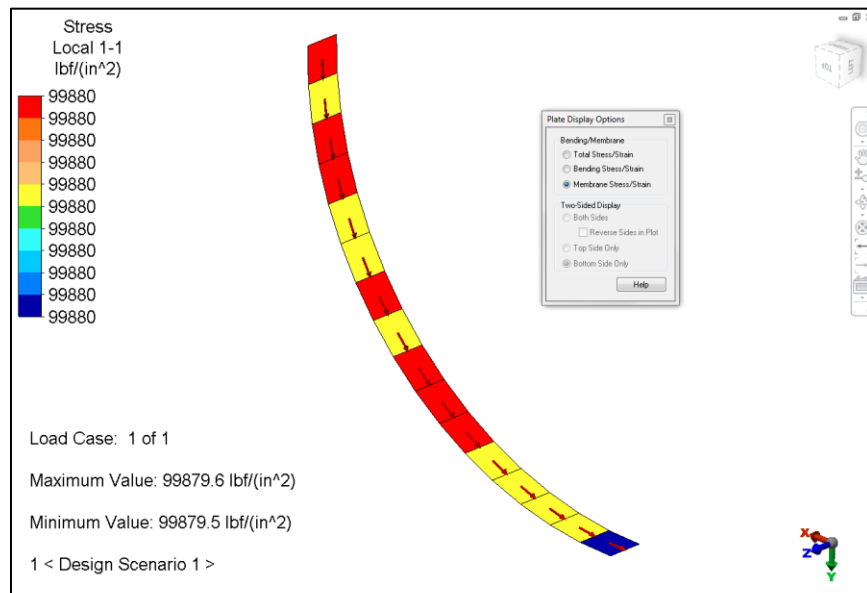 Stress
Local 1-1
lbf/(in^2)
99880
99880
99880
99880
99880
99880
99880
99880
99880
99880
99880
Plate Display Options
Bending/Membrane
Total Stress/Strain
Bending Stress/Strain
Membrane Stress/Strain
Two-Sided Display
Both Sides
Reverse Sides in Plot
Top Side Only
Bottom Side Only
Help
TOP
Load Case: 1 of 1
Maximum Value: 99879.6 lbf/(in^2)
Minimum Value: 99879.5 lbf/(in^2)
1 < Design Scenario 1 >
X
Z
Y